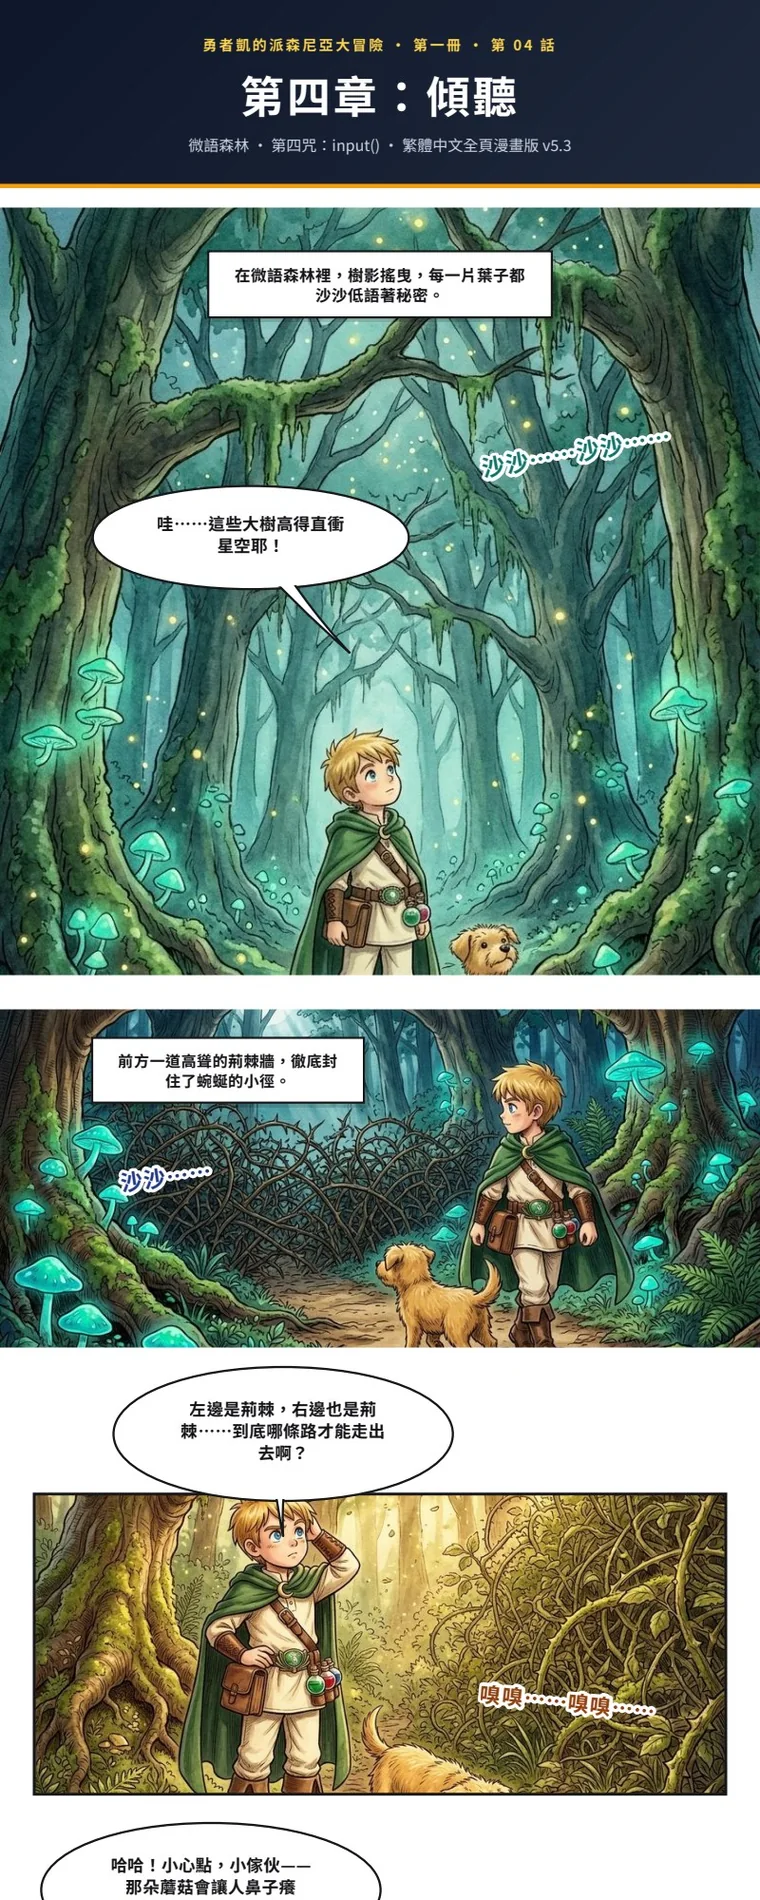 勇者凱的派森尼亞大冒險 · 第一冊 · 第 04 話
第四章：傾聽
微語森林 · 第四咒：input() · 繁體中文全頁漫畫版 v5.3
在微語森林裡，樹影搖曳，每一片葉子都
沙沙低語著秘密。
沙沙⋯⋯沙沙⋯⋯
哇⋯⋯這些大樹高得直衝
星空耶！
前方一道高聳的荊棘牆，徹底封
住了蜿蜒的小徑。
沙沙⋯⋯
左邊是荊棘，右邊也是荊
棘⋯⋯到底哪條路才能走出
去啊？
嗅嗅⋯⋯嗅嗅⋯⋯
哈哈！小心點，小傢伙——
那朵蘑菇會讓人鼻子癢